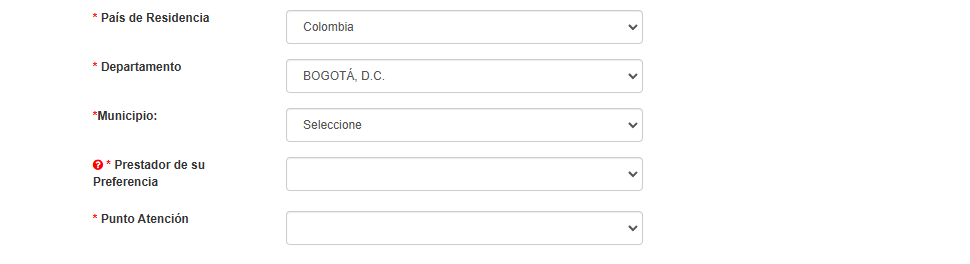 * País de Residencia
Colombia
* Departamento
BOGOTÁ, D.C.
*Municipio:
Seleccione
? * Prestador de su
Preferencia
* Punto Atención